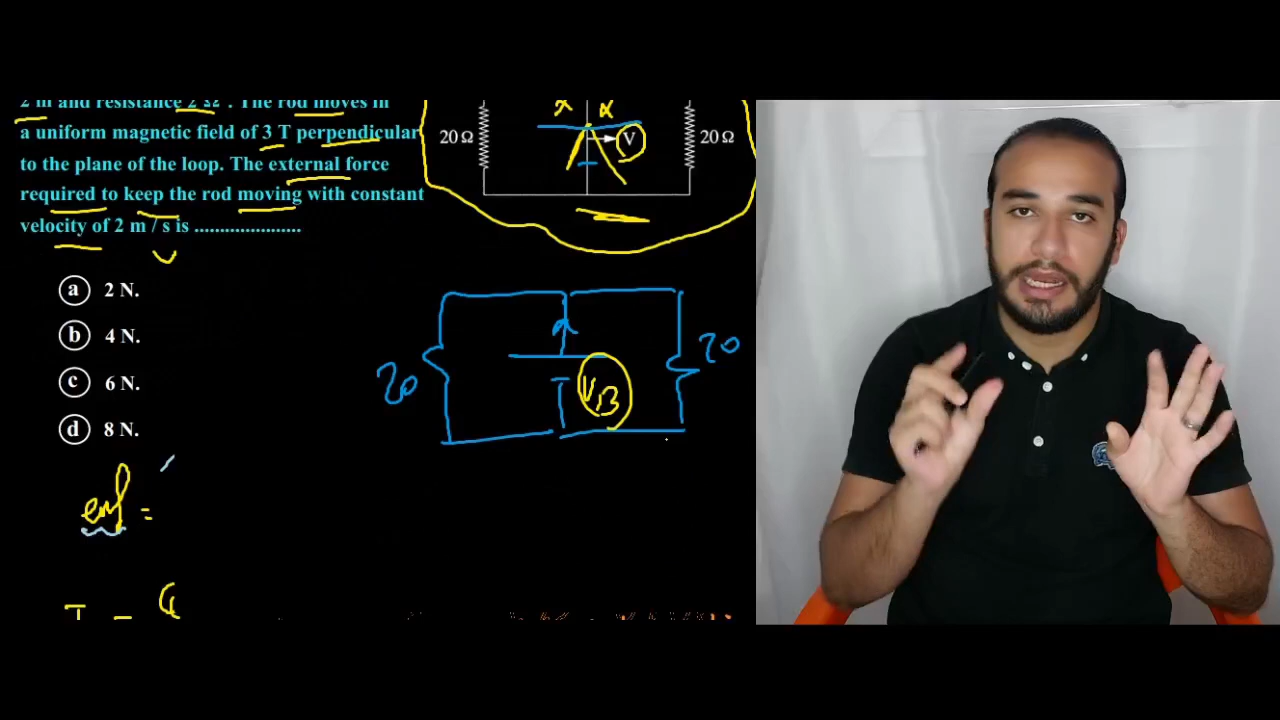 2 m and resistance 2 Ω . The rod moves in
a uniform magnetic field of 3 T perpendicular
to the plane of the loop. The external force
required to keep the rod moving with constant
velocity of 2 m / s is .....................
20 Ω
V
20 Ω
a 2 N.
b 4 N.
c 6 N.
d 8 N.
20
VB
20
emf =